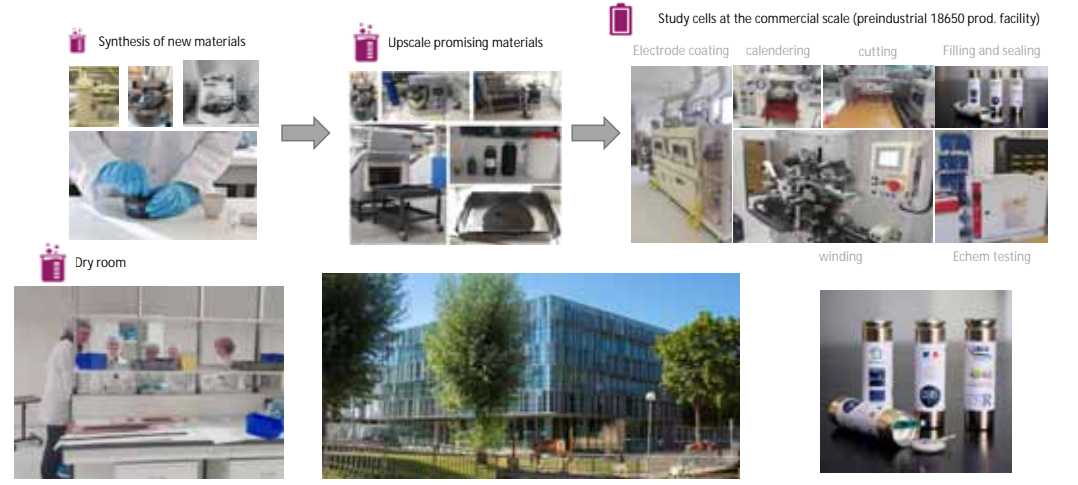 Synthesis of new materials
Upscale promising materials
Study cells at the commercial scale (preindustrial 18650 prod. facility)
Electrode coating
calendering
cutting
Filling and sealing
winding
Echem testing
Dry room